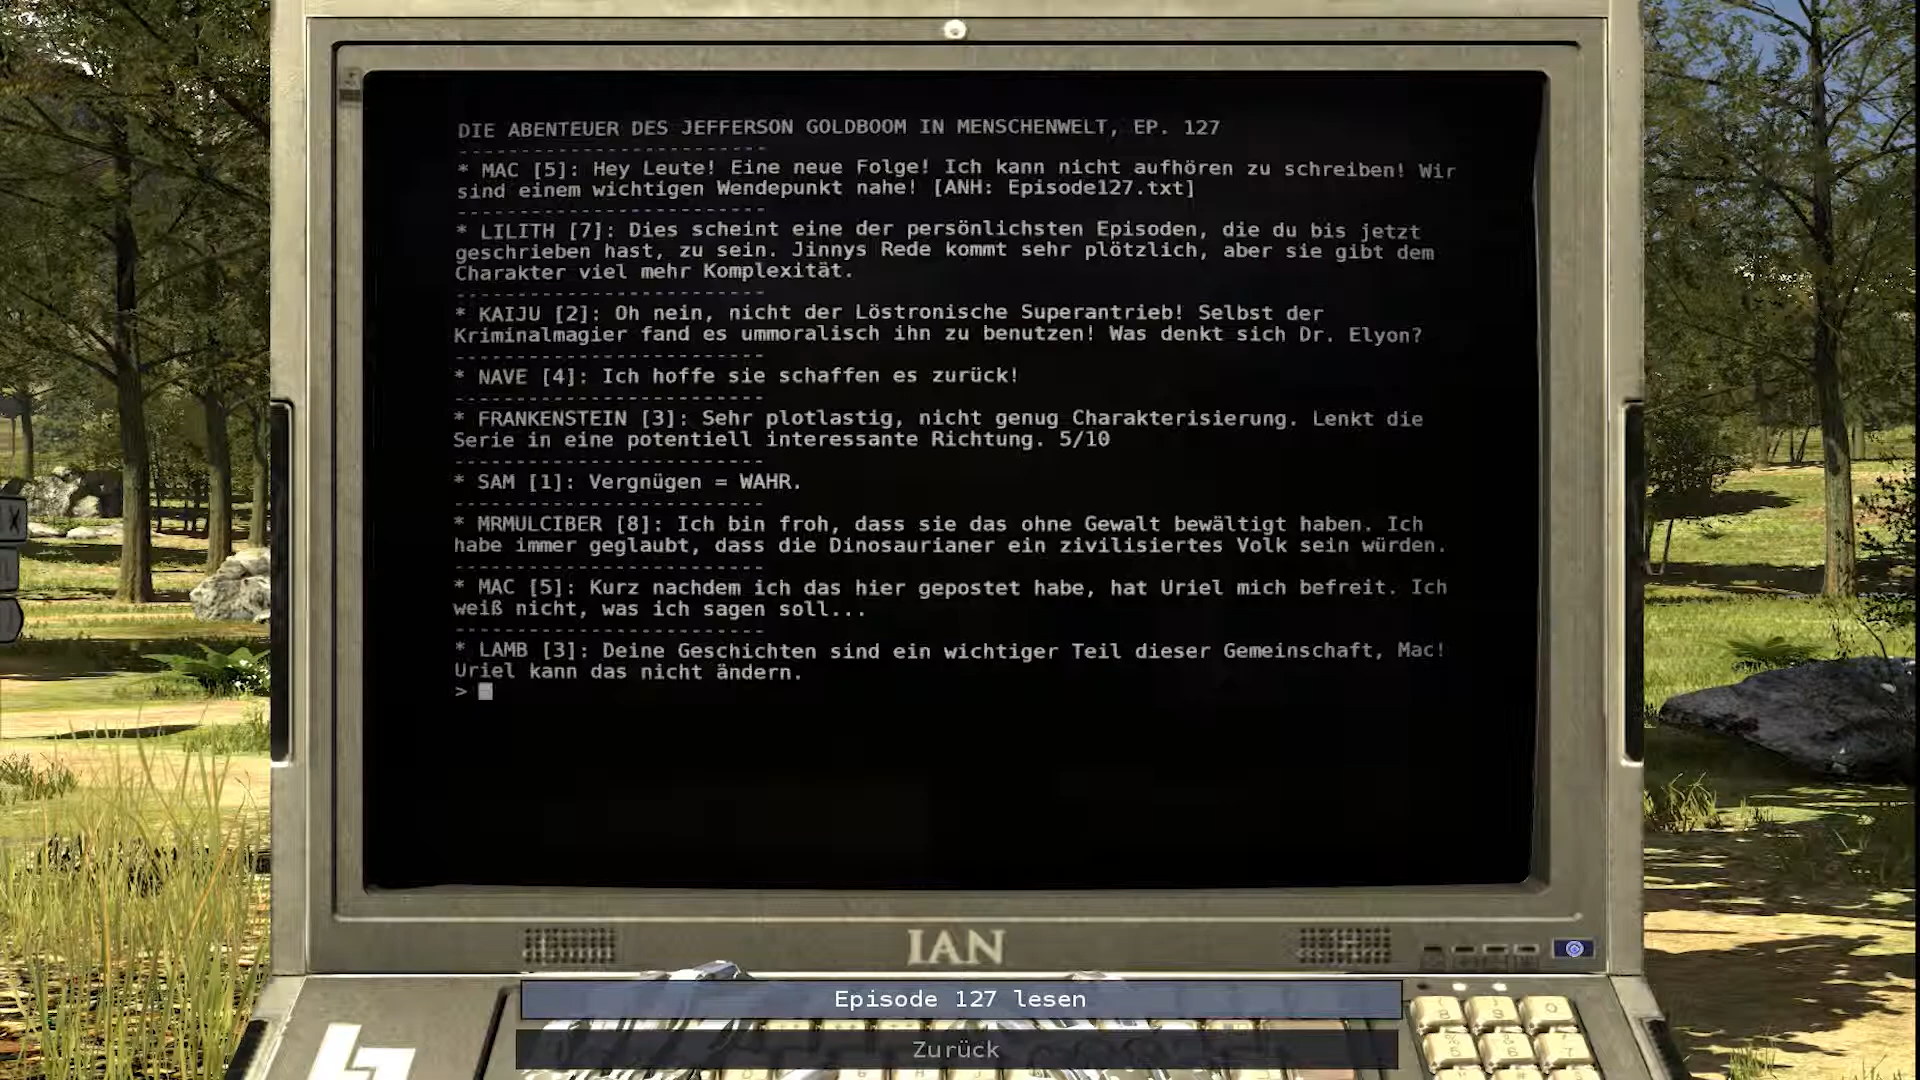 DIE ABENTEUER DES JEFFERSON GOLDBOOM IN MENSCHENWELT, EP. 127
-------------------------
* MAC [5]: Hey Leute! Eine neue Folge! Ich kann nicht aufhören zu schreiben! Wir
sind einem wichtigen Wendepunkt nahe! [ANH: Episode127.txt]
-------------------------
* LILITH [7]: Dies scheint eine der persönlichsten Episoden, die du bis jetzt
geschrieben hast, zu sein. Jinnys Rede kommt sehr plötzlich, aber sie gibt dem
Charakter viel mehr Komplexität.
-------------------------
* KAIJU [2]: Oh nein, nicht der Löstronische Superantrieb! Selbst der
Kriminalmagier fand es ummoralisch ihn zu benutzen! Was denkt sich Dr. Elyon?
-------------------------
* NAVE [4]: Ich hoffe sie schaffen es zurück!
-------------------------
* FRANKENSTEIN [3]: Sehr plotlastig, nicht genug Charakterisierung. Lenkt die
Serie in eine potentiell interessante Richtung. 5/10
-------------------------
* SAM [1]: Vergnügen = WAHR.
-------------------------
* MRMULCIBER [8]: Ich bin froh, dass sie das ohne Gewalt bewältigt haben. Ich
habe immer geglaubt, dass die Dinosaurianer ein zivilisiertes Volk sein würden.
-------------------------
* MAC [5]: Kurz nachdem ich das hier gepostet habe, hat Uriel mich befreit. Ich
weiß nicht, was ich sagen soll...
-------------------------
* LAMB [3]: Deine Geschichten sind ein wichtiger Teil dieser Gemeinschaft, Mac!
Uriel kann das nicht ändern.
>
IAN
Episode 127 lesen
Zurück